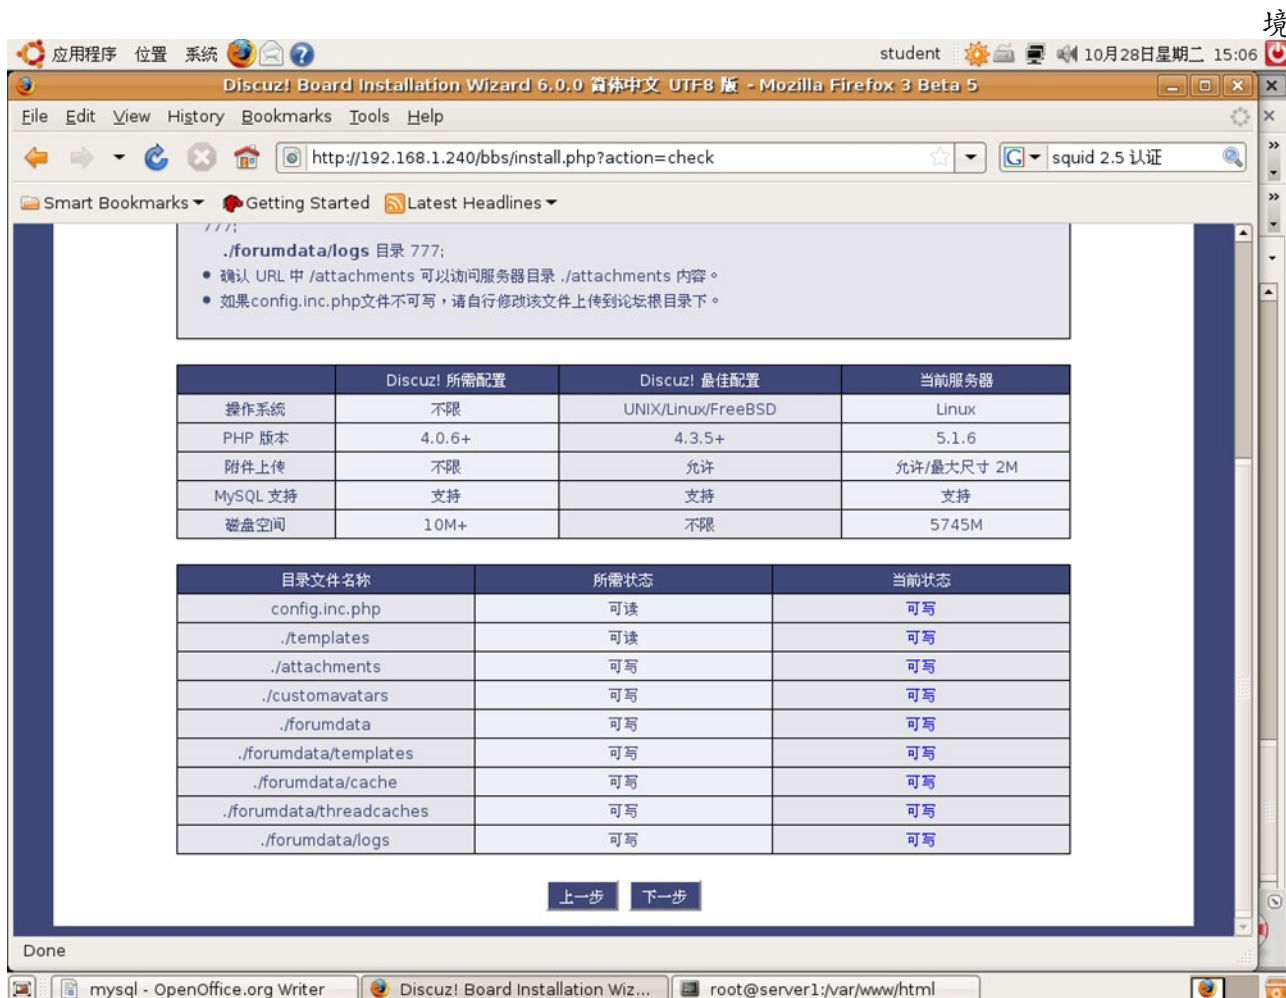 境
应用程序 位置 系统 student 10月28日星期二 15:06
Discuz! Board Installation Wizard 6.0.0 简体中文 UTF8 版 - Mozilla Firefox 3 Beta 5
File Edit View History Bookmarks Tools Help
http://192.168.1.240/bbs/install.php?action=check squid 2.5 认证
Smart Bookmarks Getting Started Latest Headlines
777;
./forumdata/logs 目录 777;
确认 URL 中 /attachments 可以访问服务器目录 ./attachments 内容。
如果config.inc.php文件不可写，请自行修改该文件上传到论坛根目录下。
Discuz! 所需配置 Discuz! 最佳配置 当前服务器
操作系统 不限 UNIX/Linux/FreeBSD Linux
PHP 版本 4.0.6+ 4.3.5+ 5.1.6
附件上传 不限 允许 允许/最大尺寸 2M
MySQL 支持 支持 支持 支持
磁盘空间 10M+ 不限 5745M
目录文件名称 所需状态 当前状态
config.inc.php 可读 可写
./templates 可读 可写
./attachments 可写 可写
./customavatars 可写 可写
./forumdata 可写 可写
./forumdata/templates 可写 可写
./forumdata/cache 可写 可写
./forumdata/threadcaches 可写 可写
./forumdata/logs 可写 可写
上一步 下一步
Done
mysql - OpenOffice.org Writer Discuz! Board Installation Wiz... root@server1:/var/www/html